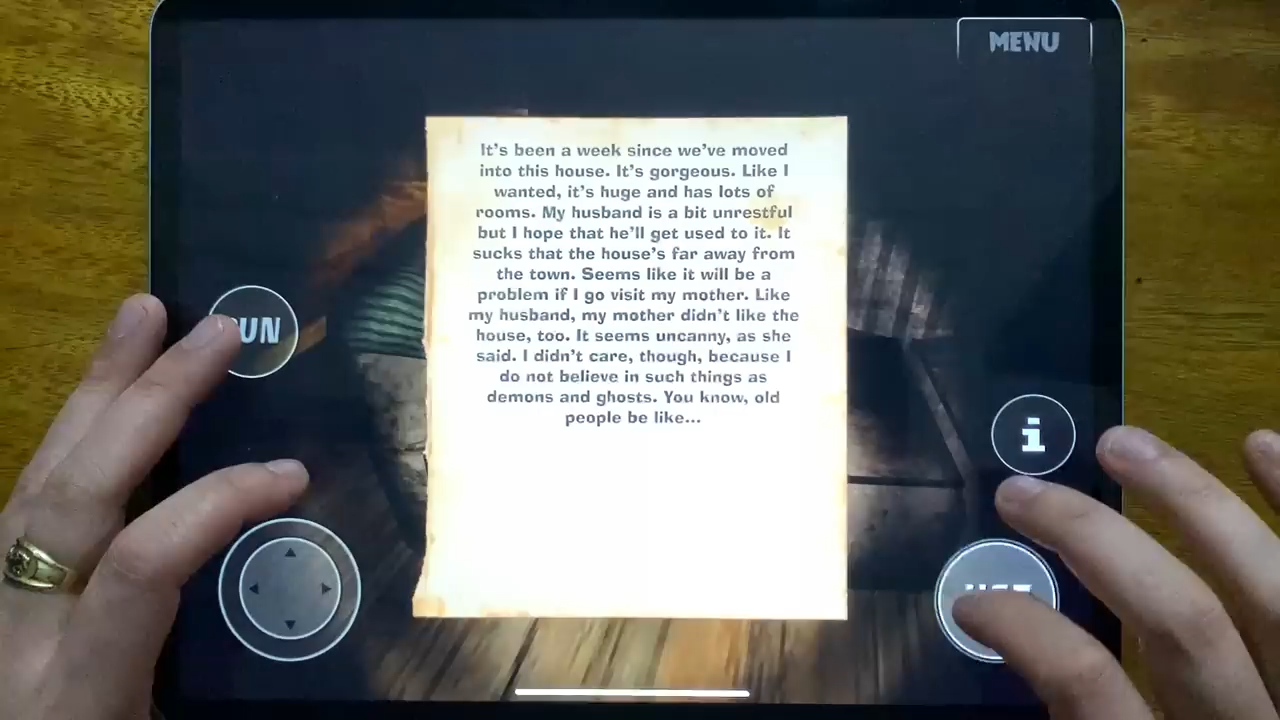 MENU
It's been a week since we've moved
into this house. It's gorgeous. Like I
wanted, it's huge and has lots of
rooms. My husband is a bit unrestful
but I hope that he'll get used to it. It
sucks that the house's far away from
the town. Seems like it will be a
problem if I go visit my mother. Like
my husband, my mother didn't like the
house, too. It seems uncanny, as she
said. I didn't care, though, because I
do not believe in such things as
demons and ghosts. You know, old
people be like...
i